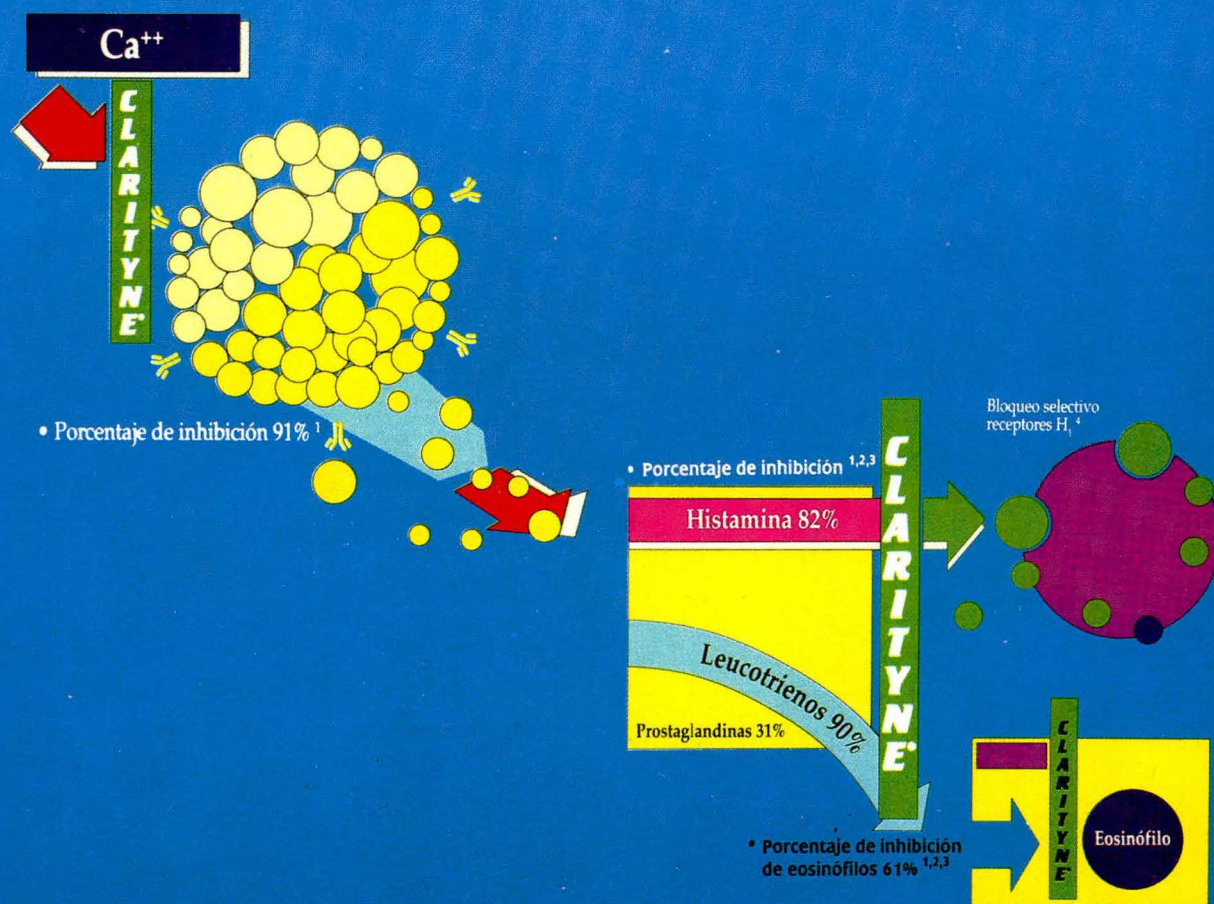 Ca⁺⁺
CLARITYNE®
• Porcentaje de inhibición 91% ¹
• Porcentaje de inhibición ¹,²,³
Histamina 82%
Leucotrienos 90%
Prostaglandinas 31%
CLARITYNE®
Bloqueo selectivo
receptores H₁ ⁴
• Porcentaje de inhibición
de eosinófilos 61% ¹,²,³
CLARITYNE
Eosinófilo